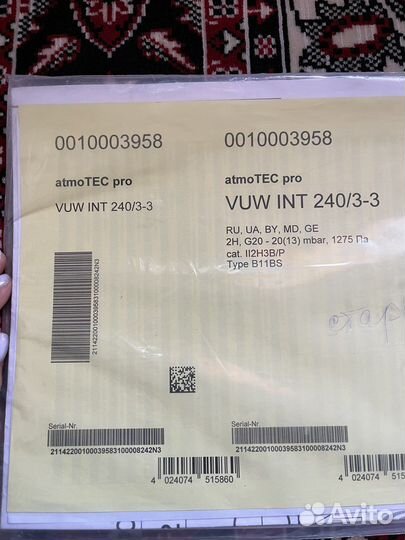 0010003958
atmoTEC pro
VUW INT 240/3-3
21142200100039583100008242N3
Serial-Nr.
21142200100039583100008242N3
4 024074 515860
0010003958
atmoTEC pro
VUW INT 240/3-3
RU, UA, BY, MD, GE
2H, G20 - 20(13) mbar, 1275 Па
cat. II2H3B/P
Type B11BS
Serial-Nr.
21142200100039583100008242N3
4 024074 515
Avito